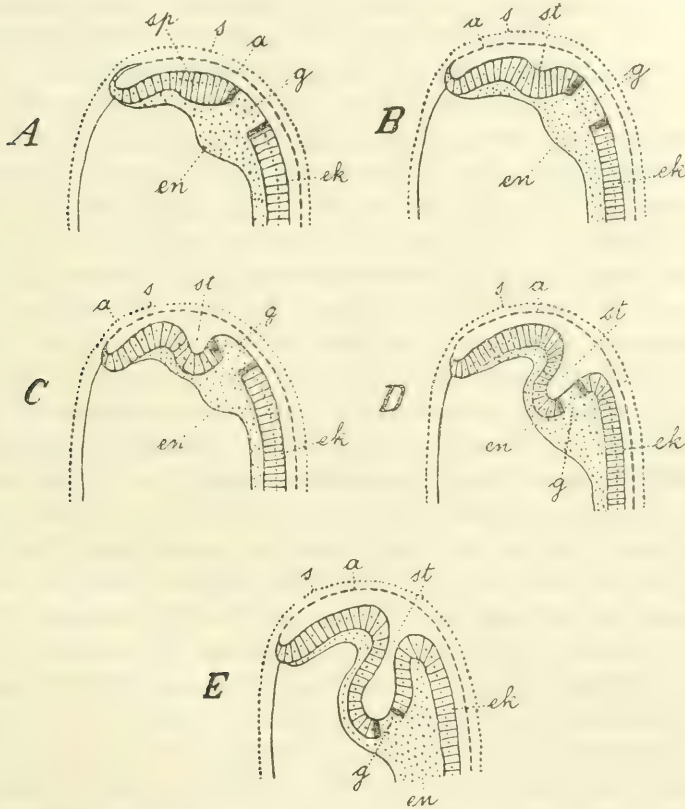 sp s a g
A
en ek
a s st g
B
en ek
a s st g
C
en ek
s a st
D
en ek
g
s a st
E
ek
g
en